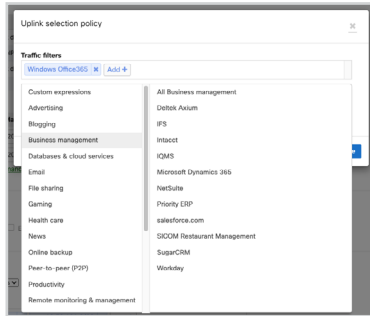 Uplink selection policy
Traffic filters
Windows Office365 × Add +
Custom expressions
Advertising
Blogging
Business management
Databases & cloud services
Email
File sharing
Gaming
Health care
News
Online backup
Peer-to-peer (P2P)
Productivity
Remote monitoring & management
All Business management
Deltek Axium
IFS
Intacct
IQMS
Microsoft Dynamics 365
NetSuite
Priority ERP
salesforce.com
SICOM Restaurant Management
SugarCRM
Workday